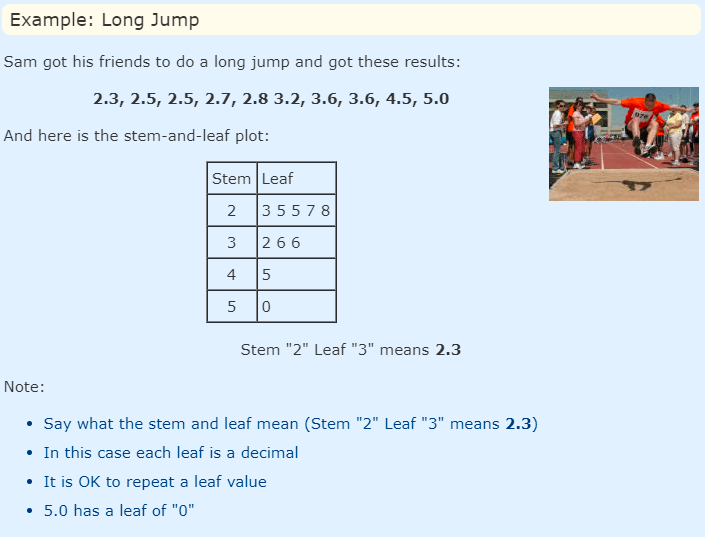 Example: Long Jump
Sam got his friends to do a long jump and got these results:
2.3, 2.5, 2.5, 2.7, 2.8 3.2, 3.6, 3.6, 4.5, 5.0
And here is the stem-and-leaf plot:
Stem Leaf
2 3 5 5 7 8
3 2 6 6
4 5
5 0
Stem "2" Leaf "3" means 2.3
Note:
• Say what the stem and leaf mean (Stem "2" Leaf "3" means 2.3)
• In this case each leaf is a decimal
• It is OK to repeat a leaf value
• 5.0 has a leaf of "0"